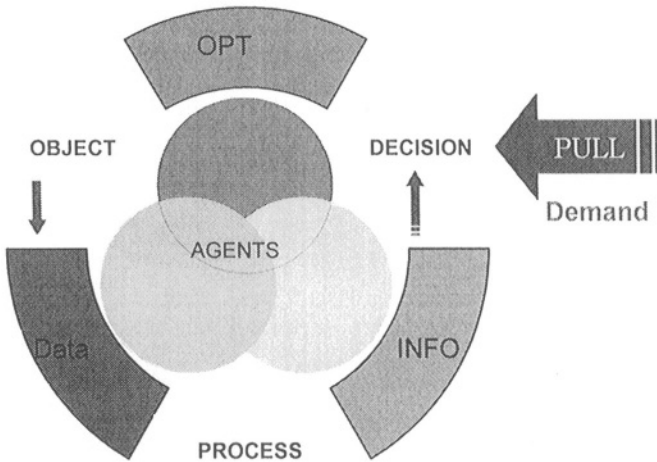 OPT
OBJECT
DECISION
PULL
Demand
AGENTS
Data
INFO
PROCESS